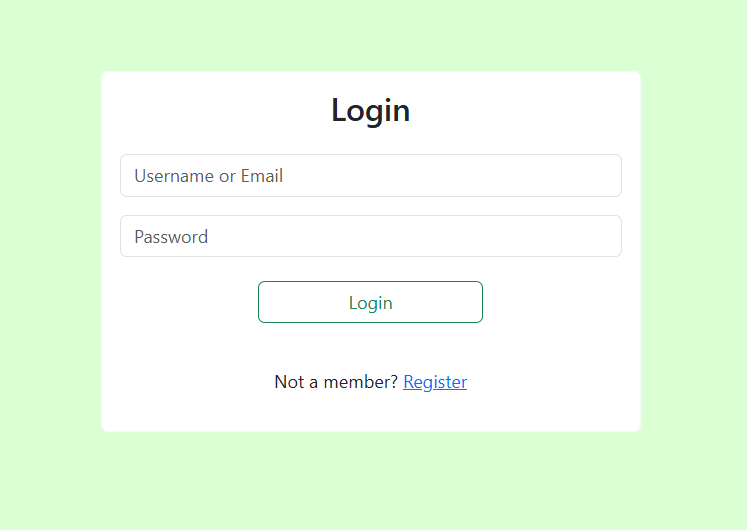 Login
Username or Email
Password
Login
Not a member? Register